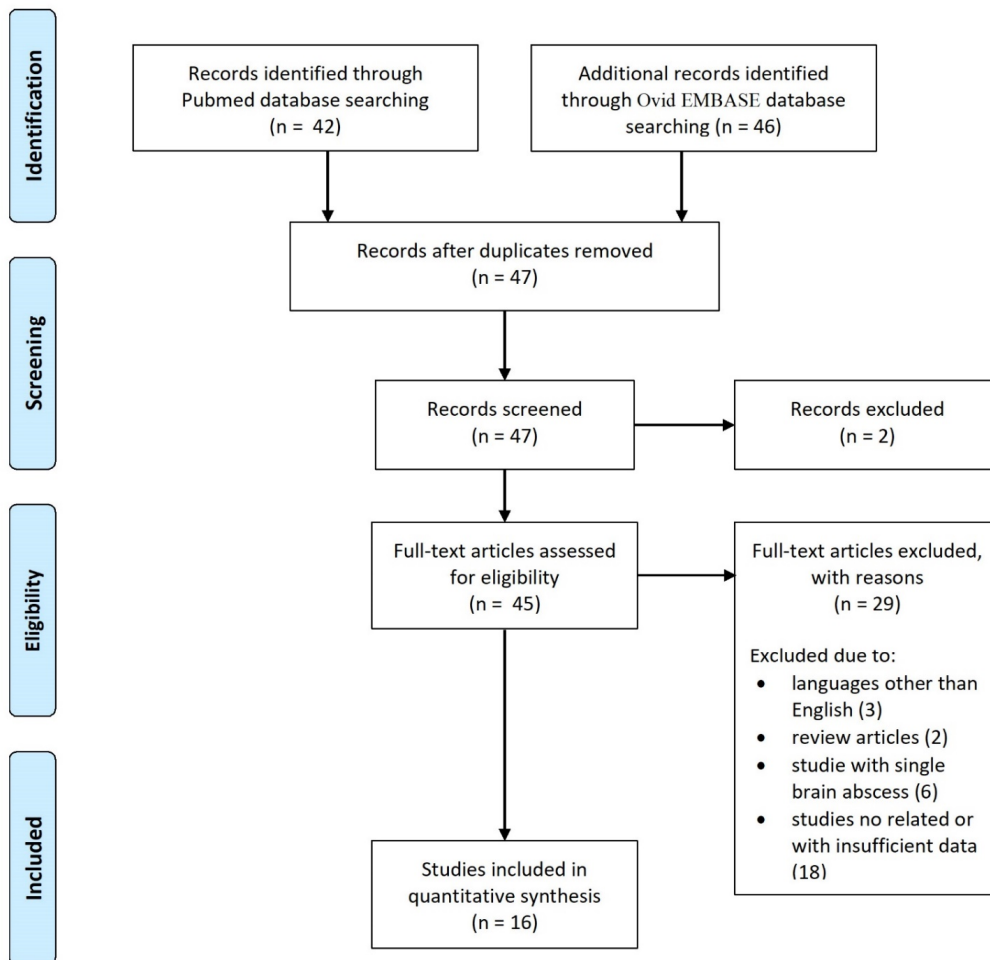 Identification
Records identified through
Pubmed database searching
(n = 42)
Additional records identified
through Ovid EMBASE database
searching (n = 46)
Records after duplicates removed
(n = 47)
Screening
Records screened
(n = 47)
Records excluded
(n = 2)
Eligibility
Full-text articles assessed
for eligibility
(n = 45)
Full-text articles excluded,
with reasons
(n = 29)
Excluded due to:
• languages other than
English (3)
• review articles (2)
• studie with single
brain abscess (6)
• studies no related or
with insufficient data
(18)
Included
Studies included in
quantitative synthesis
(n = 16)